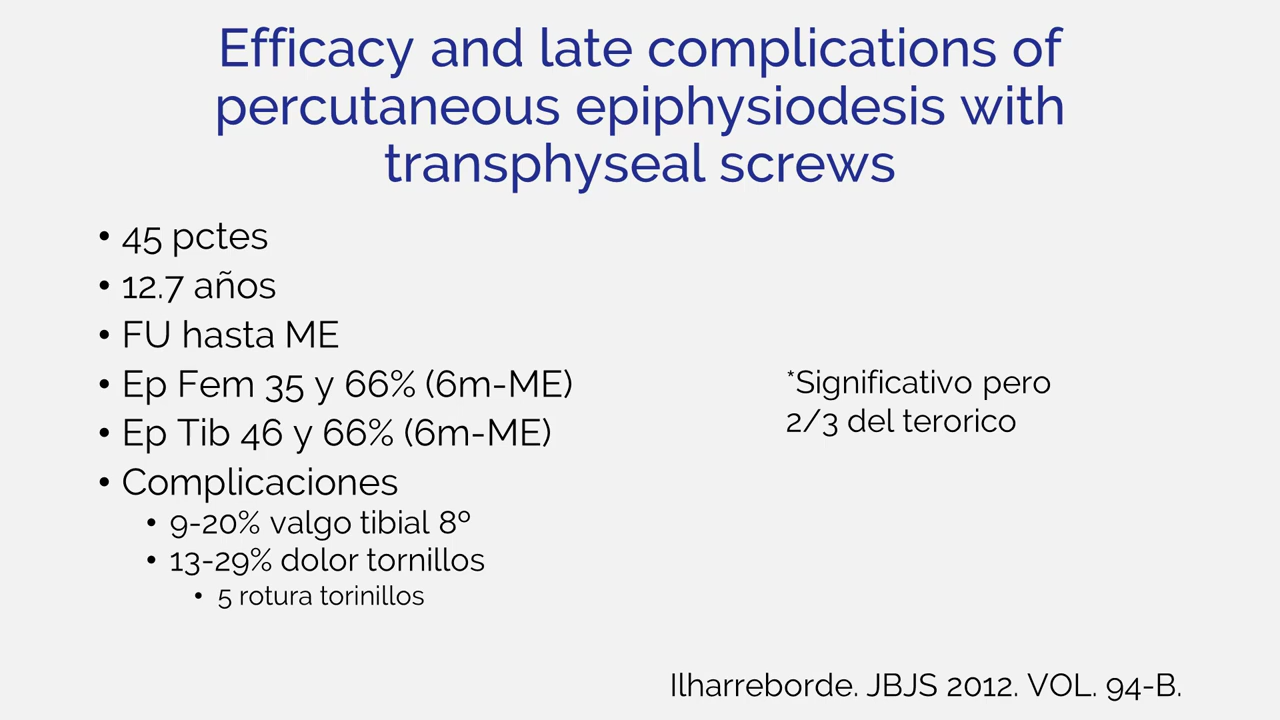 Efficacy and late complications of
percutaneous epiphysiodesis with
transphyseal screws
• 45 pctes
• 12.7 años
• FU hasta ME
• Ep Fem 35 y 66% (6m-ME)
• Ep Tib 46 y 66% (6m-ME)
• Complicaciones
• 9-20% valgo tibial 8º
• 13-29% dolor tornillos
• 5 rotura torinillos
*Significativo pero
2/3 del terorico
Ilharreborde. JBJS 2012. VOL. 94-B.